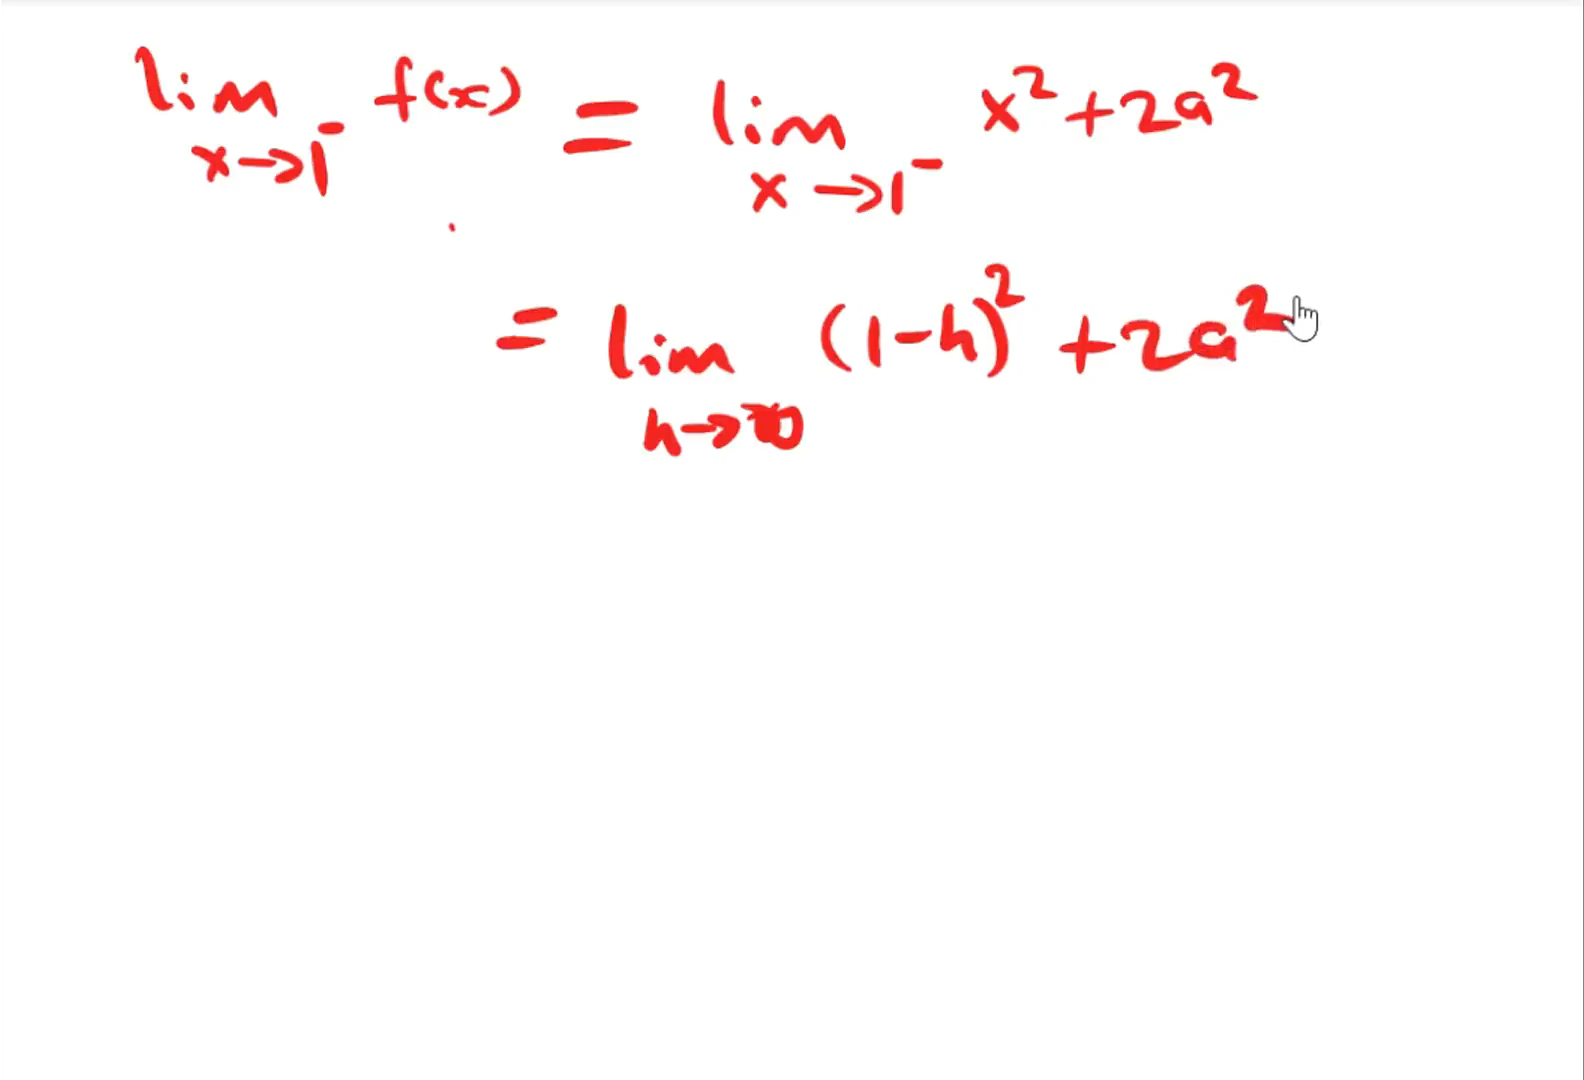 lim x→1⁻ f(x) = lim x→1⁻ x² + 2a²
= lim h→0 (1-h)² + 2a²